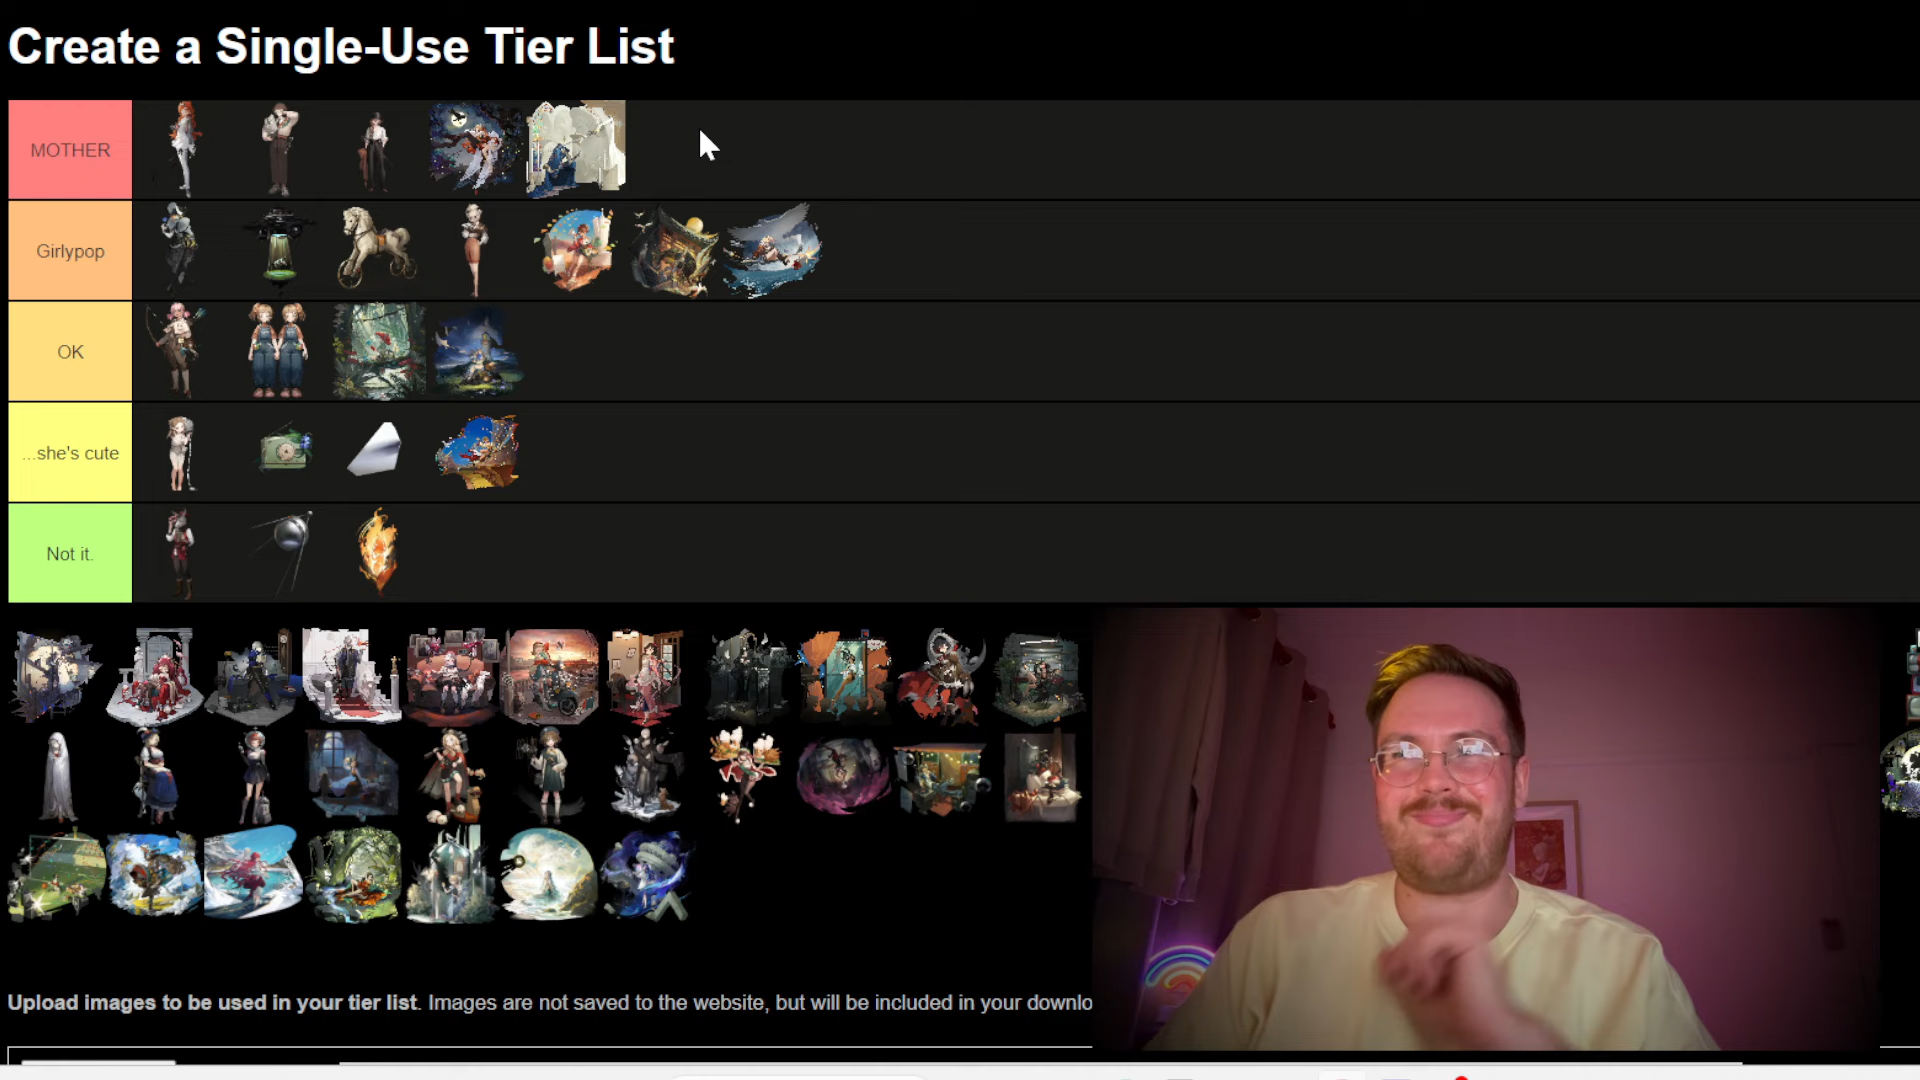 Create a Single-Use Tier List
MOTHER
Girlypop
OK
...she's cute
Not it.
Upload images to be used in your tier list. Images are not saved to the website, but will be included in your downlo